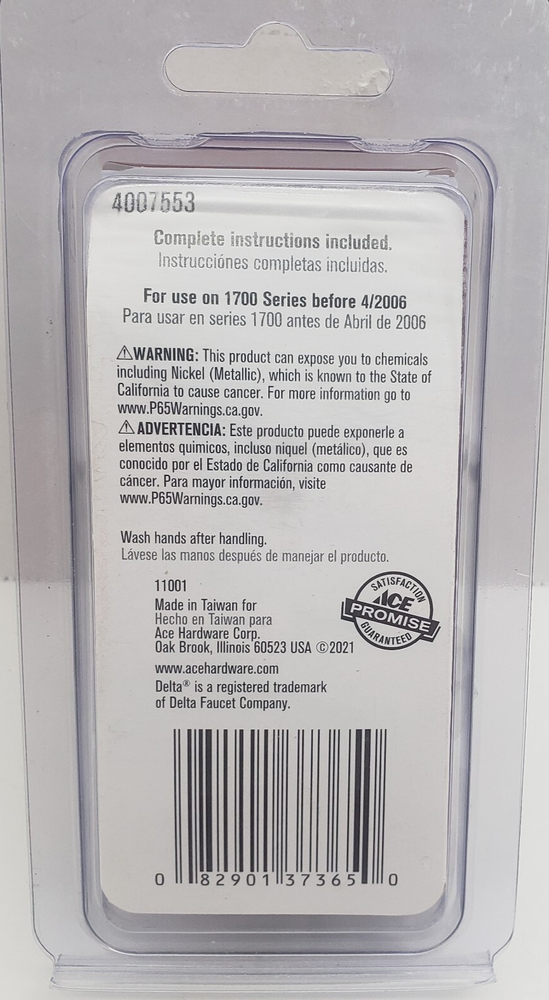 4007553
Complete instructions included.
Instrucciónes completas incluidas.
For use on 1700 Series before 4/2006
Para usar en series 1700 antes de Abril de 2006
⚠WARNING: This product can expose you to chemicals
including Nickel (Metallic), which is known to the State of
California to cause cancer. For more information go to
www.P65Warnings.ca.gov.
⚠ADVERTENCIA: Este producto puede exponerle a
elementos quimicos, incluso niquel (metálico), que es
conocido por el Estado de California como causante de
cáncer. Para mayor información, visite
www.P65Warnings.ca.gov.
Wash hands after handling.
Lávese las manos después de manejar el producto.
11001
Made in Taiwan for
Hecho en Taiwan para
Ace Hardware Corp.
Oak Brook, Illinois 60523 USA ©2021
www.acehardware.com
Delta® is a registered trademark
of Delta Faucet Company.
SATISFACTION
ACE
PROMISE
GUARANTEED
0 82901 37365 0